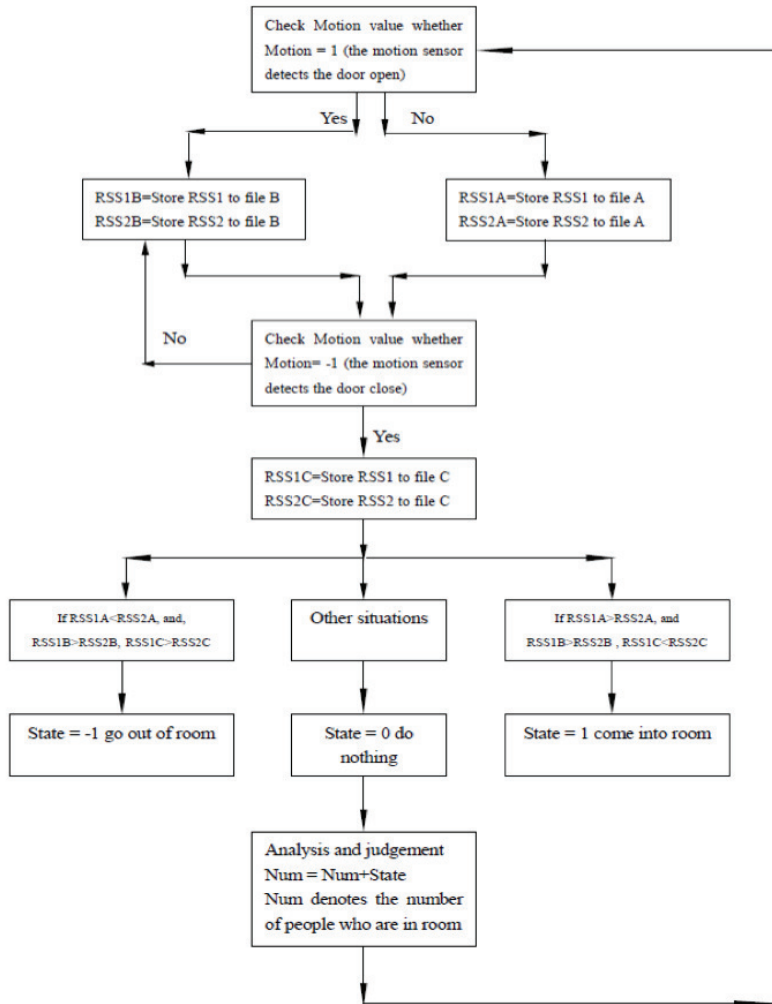 Check Motion value whether
Motion = 1 (the motion sensor
detects the door open)
Yes
No
RSS1B=Store RSS1 to file B
RSS2B=Store RSS2 to file B
RSS1A=Store RSS1 to file A
RSS2A=Store RSS2 to file A
No
Check Motion value whether
Motion= -1 (the motion sensor
detects the door close)
Yes
RSS1C=Store RSS1 to file C
RSS2C=Store RSS2 to file C
If RSS1A<RSS2A, and,
RSS1B>RSS2B, RSS1C>RSS2C
Other situations
If RSS1A>RSS2A, and
RSS1B>RSS2B , RSS1C<RSS2C
State = -1 go out of room
State = 0 do
nothing
State = 1 come into room
Analysis and judgement
Num = Num+State
Num denotes the number
of people who are in room